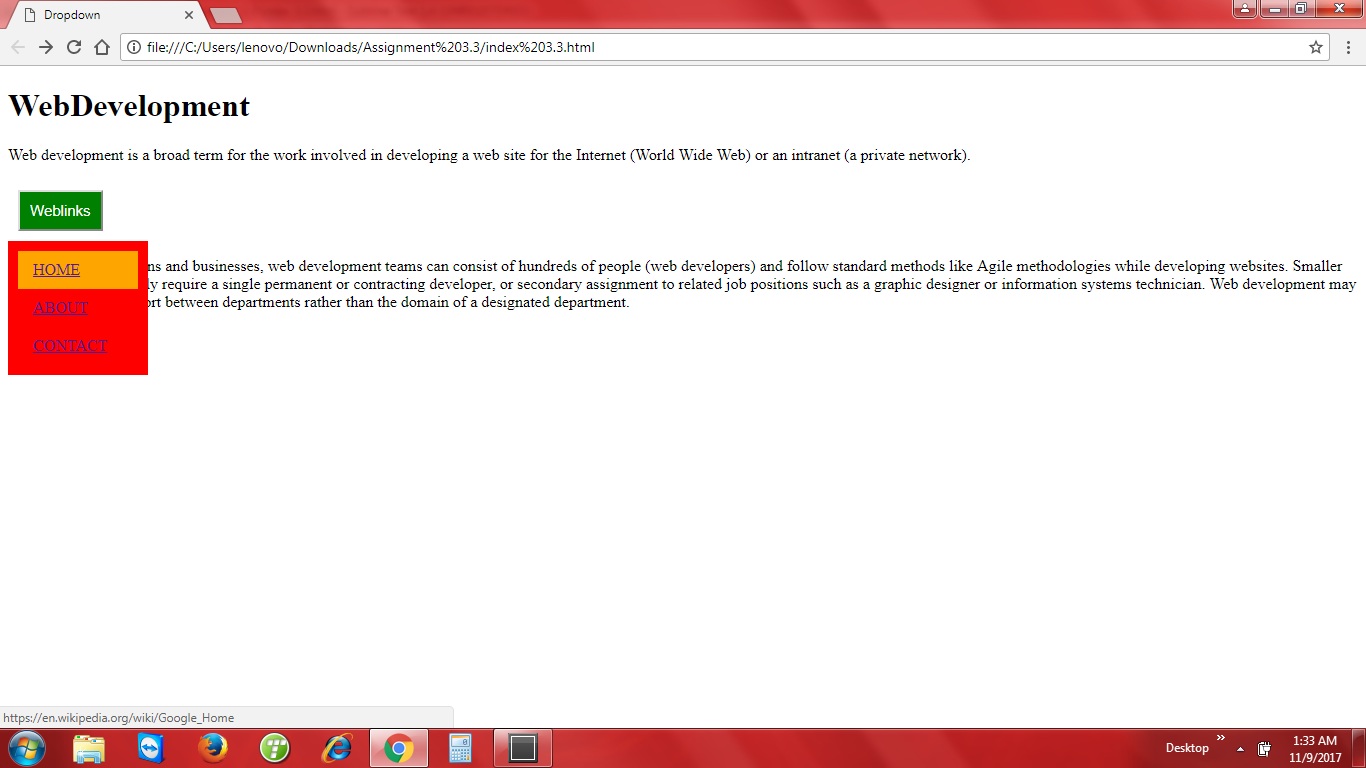 Dropdown
file:///C:/Users/lenovo/Downloads/Assignment%203.3/index%203.3.html
WebDevelopment
Web development is a broad term for the work involved in developing a web site for the Internet (World Wide Web) or an intranet (a private network).
Weblinks
HOME
ns and businesses, web development teams can consist of hundreds of people (web developers) and follow standard methods like Agile methodologies while developing websites. Smaller
ly require a single permanent or contracting developer, or secondary assignment to related job positions such as a graphic designer or information systems technician. Web development may
ABOUT
ort between departments rather than the domain of a designated department.
CONTACT
https://en.wikipedia.org/wiki/Google_Home
Desktop
1:33 AM
11/9/2017